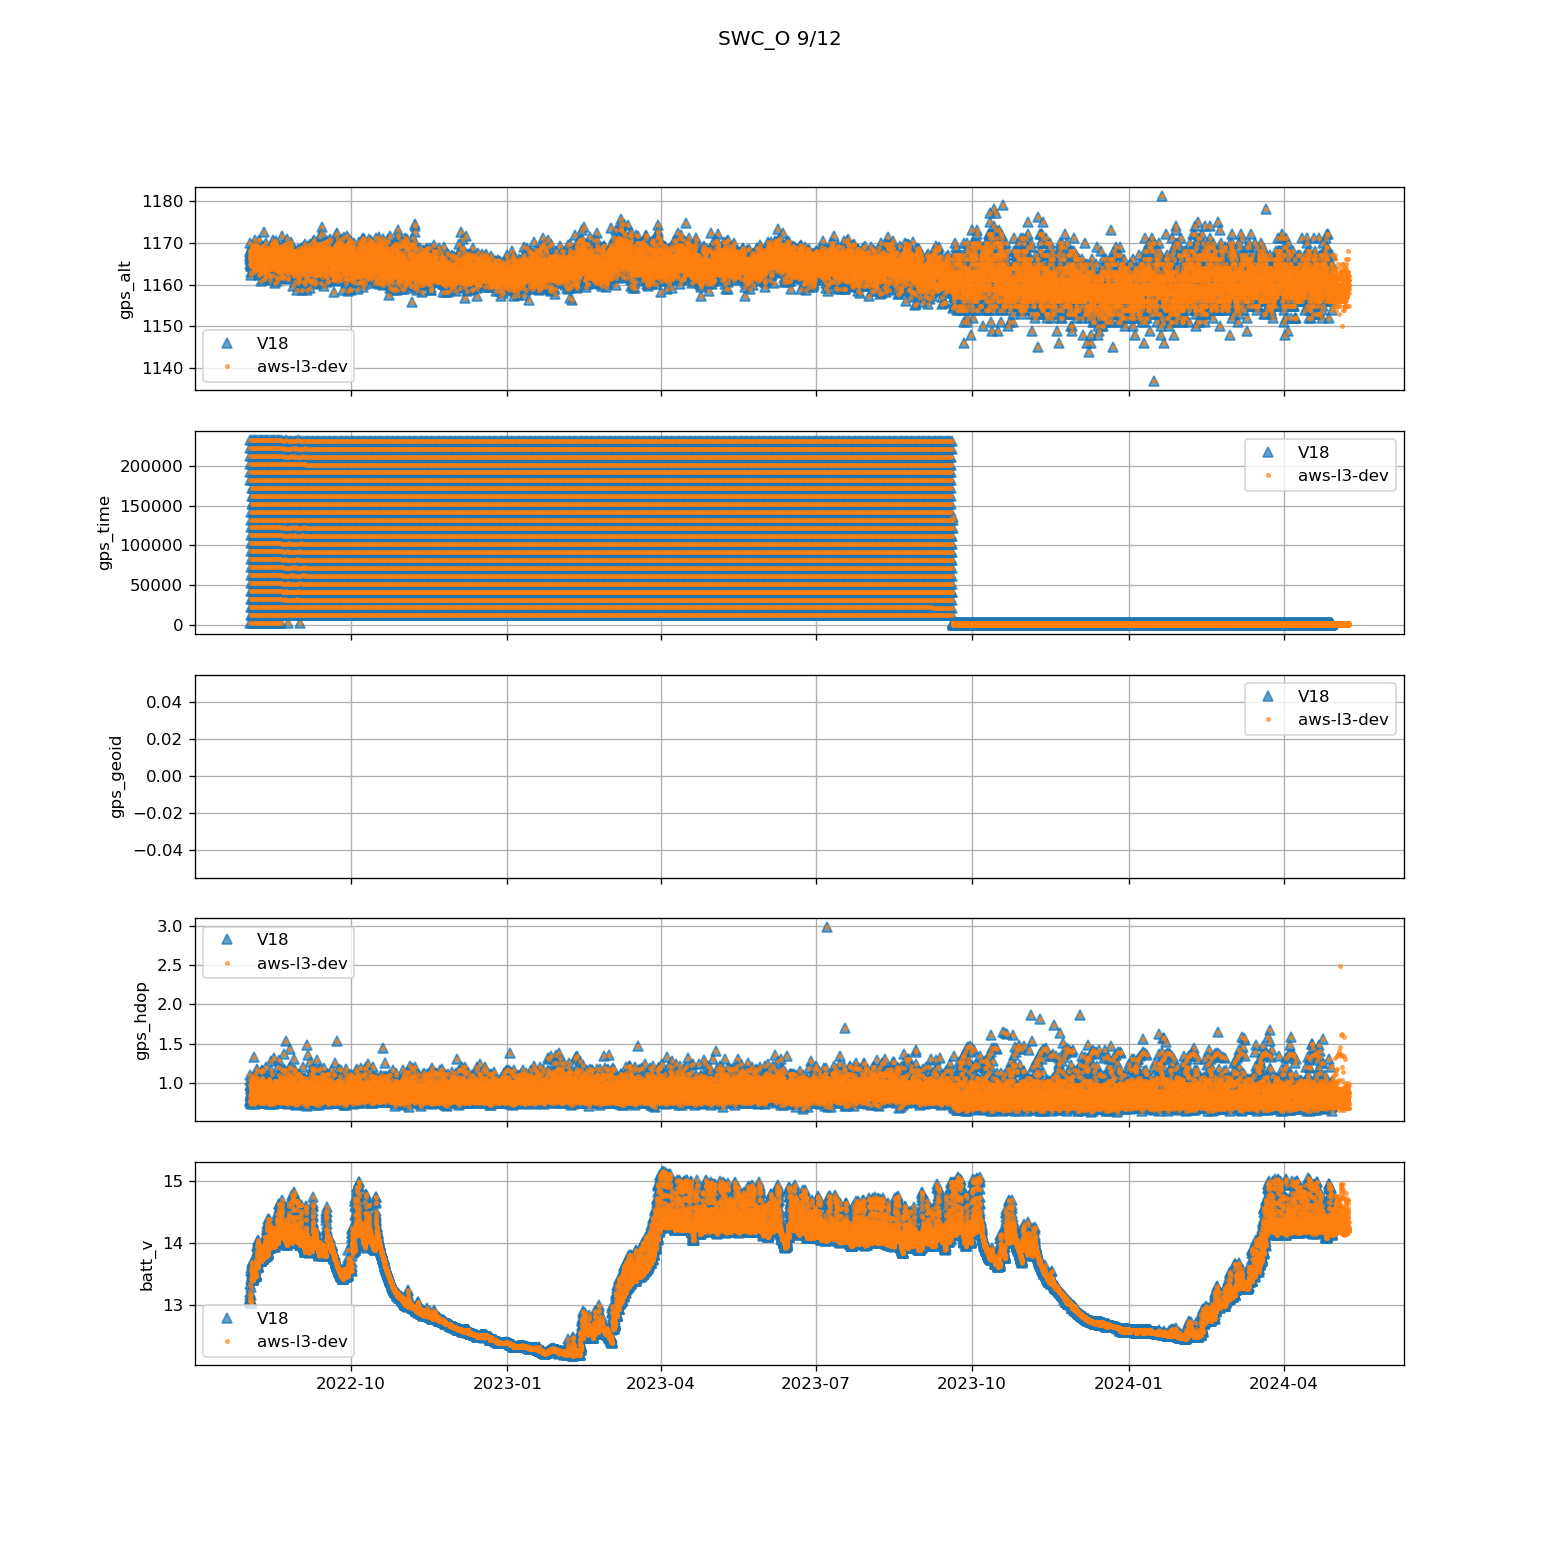 SWC_O 9/12
1180
1170
1160
1150
1140
gps_alt
V18
aws-l3-dev
200000
150000
100000
50000
0
gps_time
V18
aws-l3-dev
0.04
0.02
0.00
−0.02
−0.04
gps_geoid
V18
aws-l3-dev
3.0
2.5
2.0
1.5
1.0
gps_hdop
V18
aws-l3-dev
15
14
13
batt_v
V18
aws-l3-dev
2022-10 2023-01 2023-04 2023-07 2023-10 2024-01 2024-04